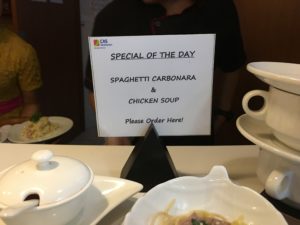 SPECIAL OF THE DAY
SPAGHETTI CARBONARA
&
CHICKEN SOUP
Please Order Here!